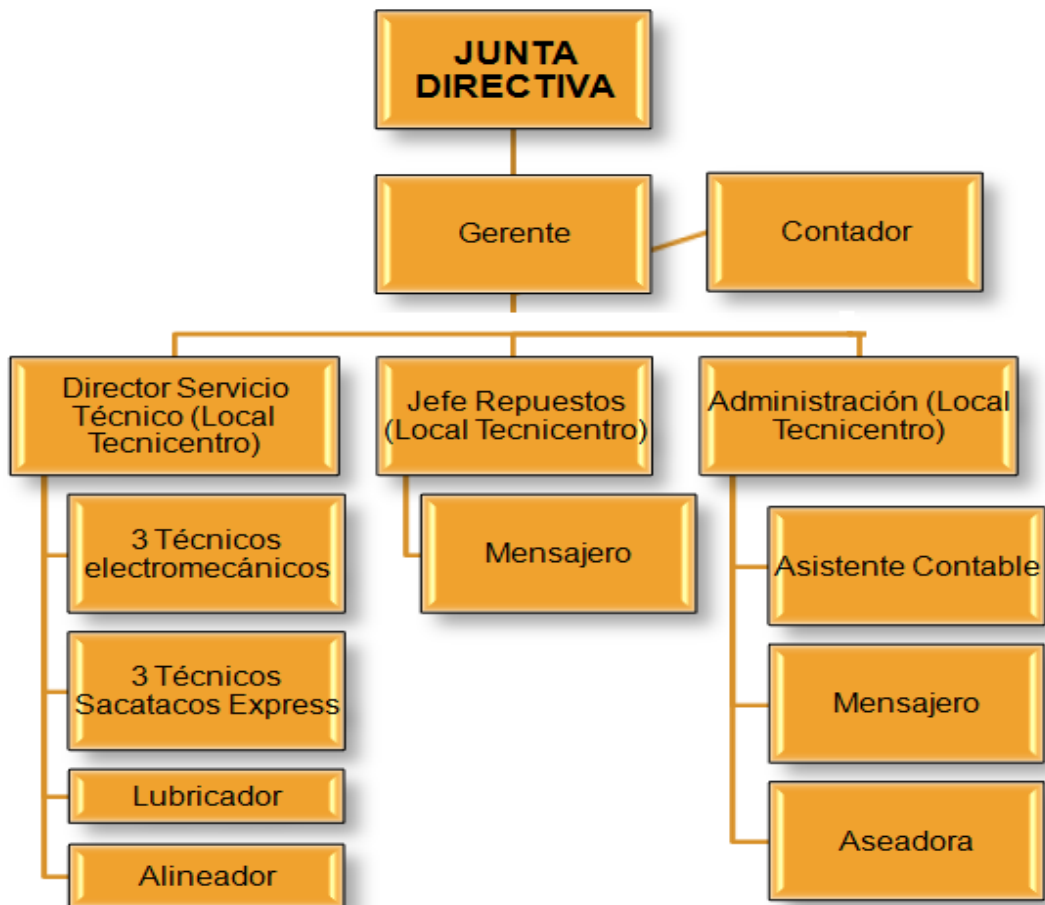 JUNTA
DIRECTIVA
Gerente
Contador
Director Servicio
Técnico (Local
Tecnicentro)
Jefe Repuestos
(Local Tecnicentro)
Administración (Local
Tecnicentro)
3 Técnicos
electromecánicos
3 Técnicos
Sacatacos Express
Lubricador
Alineador
Mensajero
Asistente Contable
Mensajero
Aseadora